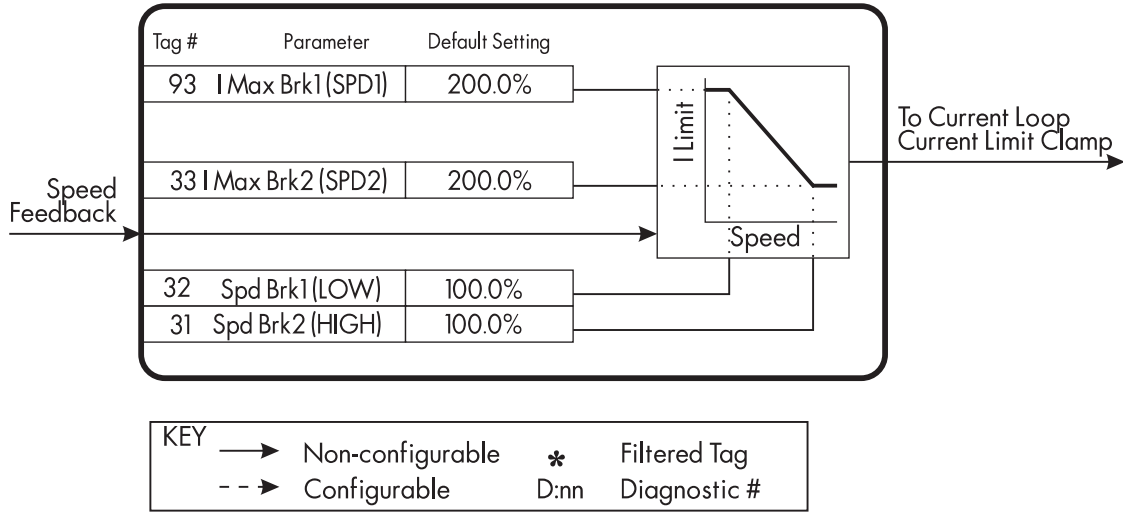 Tag # Parameter Default Setting
93 I Max Brk1 (SPD1) 200.0%
33 I Max Brk2 (SPD2) 200.0%
Speed
Feedback
32 Spd Brk1 (LOW) 100.0%
31 Spd Brk2 (HIGH) 100.0%
I Limit
Speed
To Current Loop
Current Limit Clamp
KEY
Non-configurable * Filtered Tag
Configurable D:nn Diagnostic #